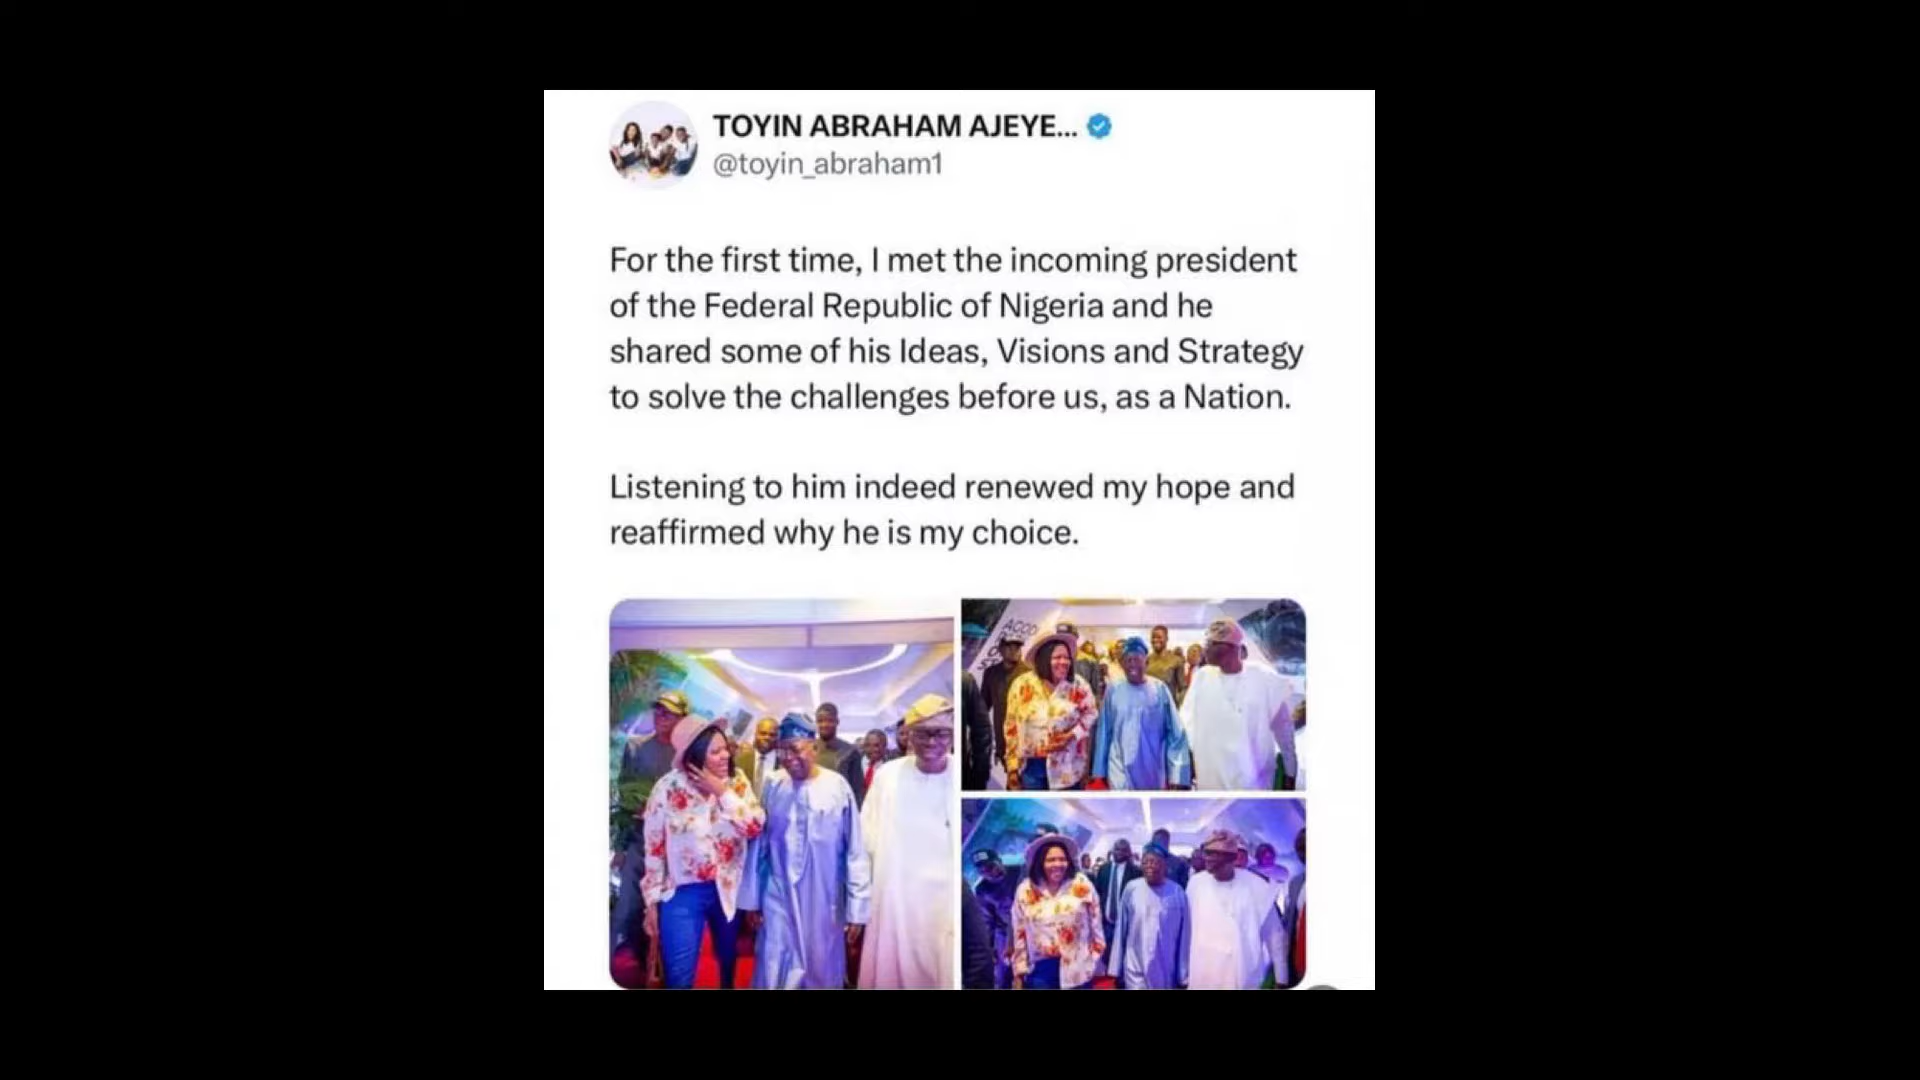 TOYIN ABRAHAM AJEYE...
@toyin_abraham1
For the first time, I met the incoming president
of the Federal Republic of Nigeria and he
shared some of his Ideas, Visions and Strategy
to solve the challenges before us, as a Nation.
Listening to him indeed renewed my hope and
reaffirmed why he is my choice.